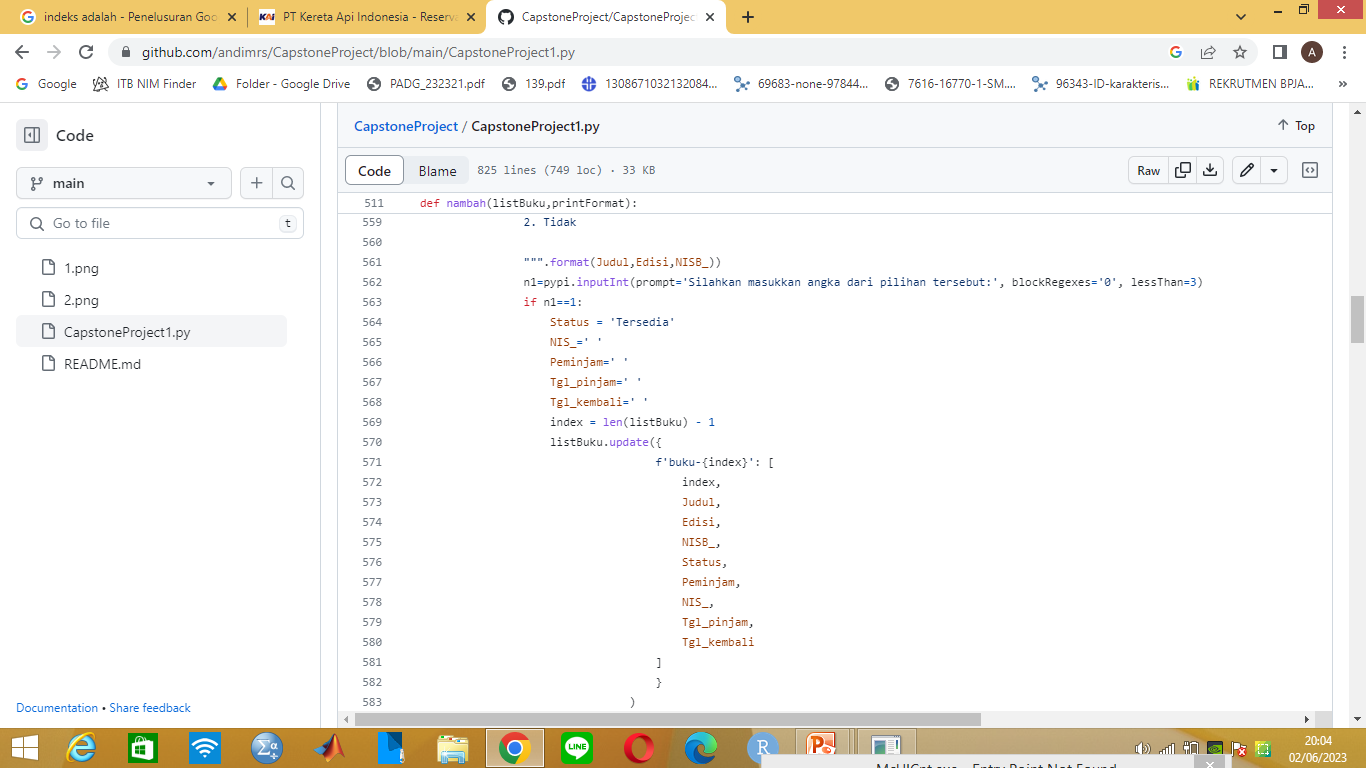 indeks adalah - Penelusuran Goo
PT Kereta Api Indonesia - Reserva
CapstoneProject/CapstoneProject
github.com/andimrs/CapstoneProject/blob/main/CapstoneProject1.py
A
Google
ITB NIM Finder
Folder - Google Drive
PADG_232321.pdf
139.pdf
1308671032132084...
69683-none-97844...
7616-16770-1-SM....
96343-ID-karakteris...
REKRUTMEN BPJA...
»
Code
main
Go to file
t
1.png
2.png
CapstoneProject1.py
README.md
Documentation • Share feedback
CapstoneProject / CapstoneProject1.py
Top
Code
Blame
825 lines (749 loc) · 33 KB
Raw
511 def nambah(listBuku,printFormat):
559 2. Tidak
560
561 """.format(Judul,Edisi,NISB_))
562 n1=pypi.inputInt(prompt='Silahkan masukkan angka dari pilihan tersebut:', blockRegexes='0', lessThan=3)
563 if n1==1:
564 Status = 'Tersedia'
565 NIS_=' '
566 Peminjam=' '
567 Tgl_pinjam=' '
568 Tgl_kembali=' '
569 index = len(listBuku) - 1
570 listBuku.update({
571 f'buku-{index}': [
572 index,
573 Judul,
574 Edisi,
575 NISB_,
576 Status,
577 Peminjam,
578 NIS_,
579 Tgl_pinjam,
580 Tgl_kembali
581 ]
582 }
583 )
LINE
R
20:04
02/06/2023